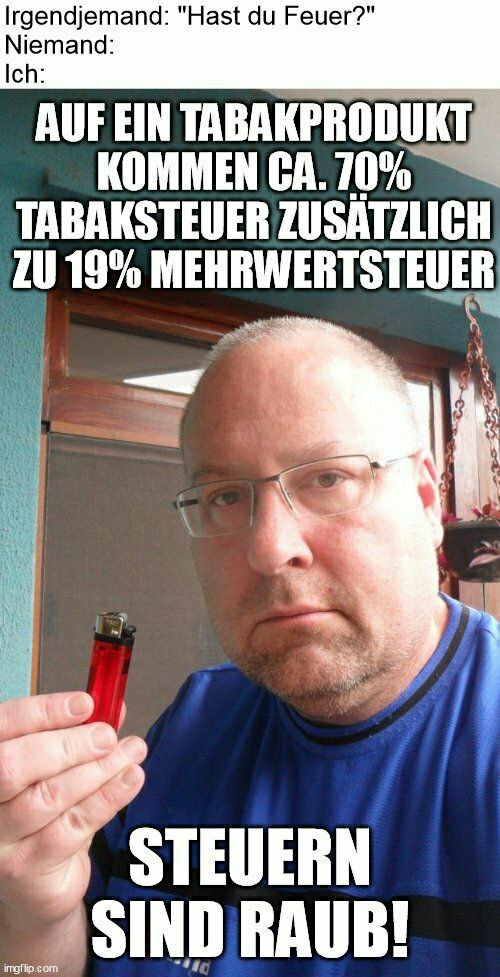 Irgendjemand: "Hast du Feuer?"
Niemand:
Ich:
AUF EIN TABAKPRODUKT
KOMMEN CA. 70%
TABAKSTEUER ZUSÄTZLICH
ZU 19% MEHRWERTSTEUER
STEUERN
SIND RAUB!
imgflip.com